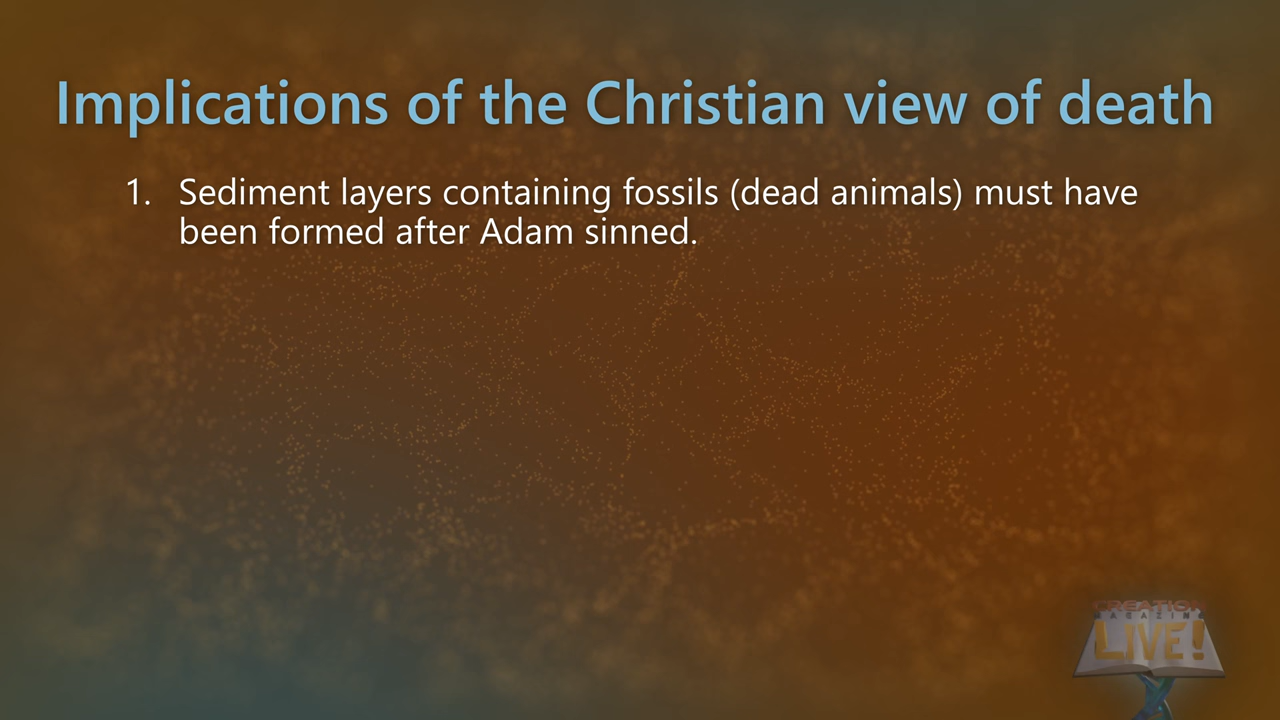 Implications of the Christian view of death
1. Sediment layers containing fossils (dead animals) must have
been formed after Adam sinned.
CREATION
MAGAZINE
LIVE!